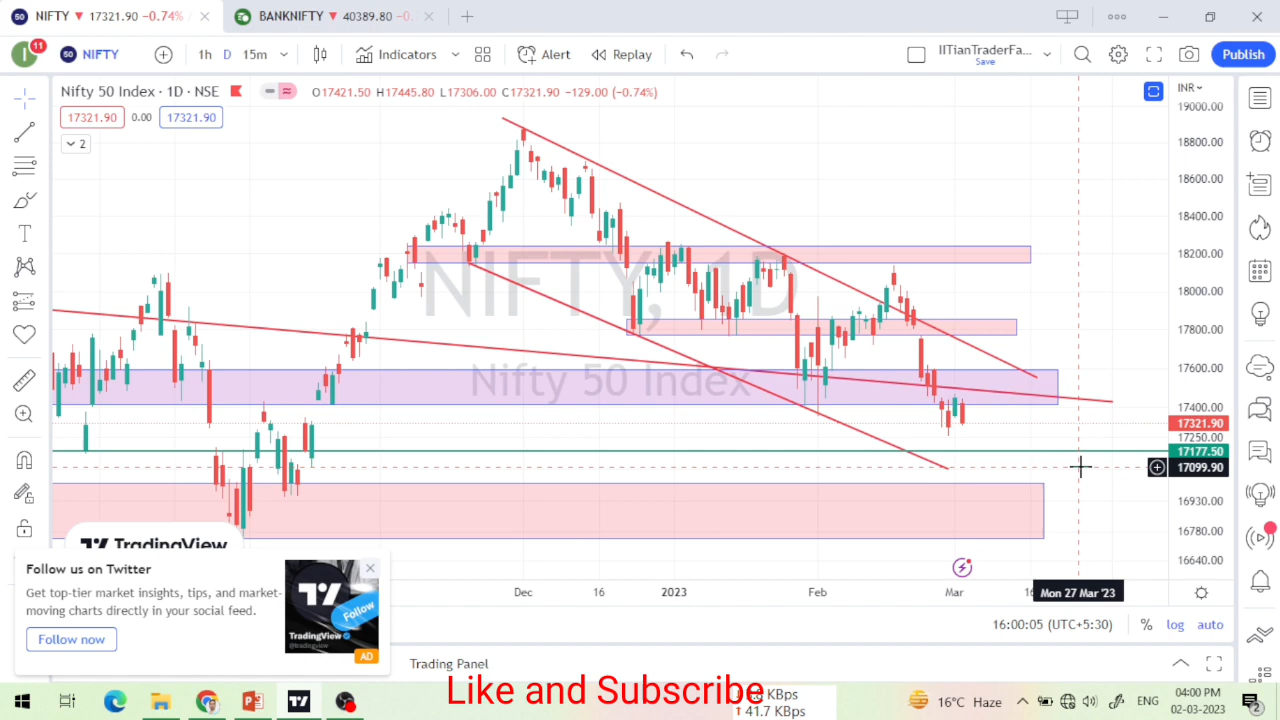 NIFTY ▼ 17321.90 −0.74%
BANKNIFTY ▼ 40389.80 −0.
11
I
50 NIFTY
1h D 15m
Indicators
Alert
Replay
IITianTraderFa...
Save
Publish
Nifty 50 Index · 1D · NSE
O17421.50 H17445.80 L17306.00 C17321.90 −129.00 (−0.74%)
INR
17321.90 0.00 17321.90
2
19000.00
18800.00
18600.00
18400.00
18200.00
18000.00
17800.00
17600.00
17400.00
17321.90
17250.00
17177.50
17099.90
16930.00
16780.00
16640.00
NIFTY, 1D
Nifty 50 Index
TradingView
Follow us on Twitter
Get top-tier market insights, tips, and market-
moving charts directly in your social feed.
Follow now
Follow
TradingView
@tradingview
AD
Dec 16 2023 Feb Mar
Mon 27 Mar '23
16:00:05 (UTC+5:30) % log auto
Trading Panel
Like and Subscribe
KBps
41.7 KBps
16°C Haze
ENG
04:00 PM
02-03-2023
2